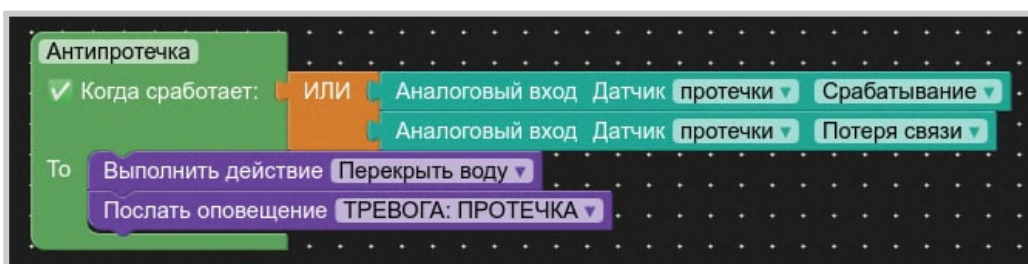 Антипротечка
Когда сработает: ИЛИ Аналоговый вход Датчик протечки Срабатывание
Аналоговый вход Датчик протечки Потеря связи
То Выполнить действие Перекрыть воду
Послать оповещение ТРЕВОГА: ПРОТЕЧКА